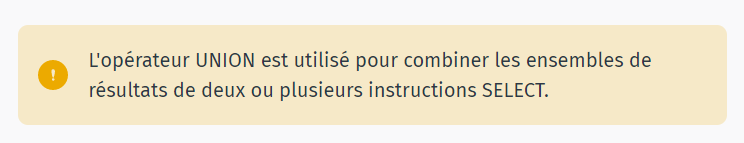 L'opérateur UNION est utilisé pour combiner les ensembles de
résultats de deux ou plusieurs instructions SELECT.